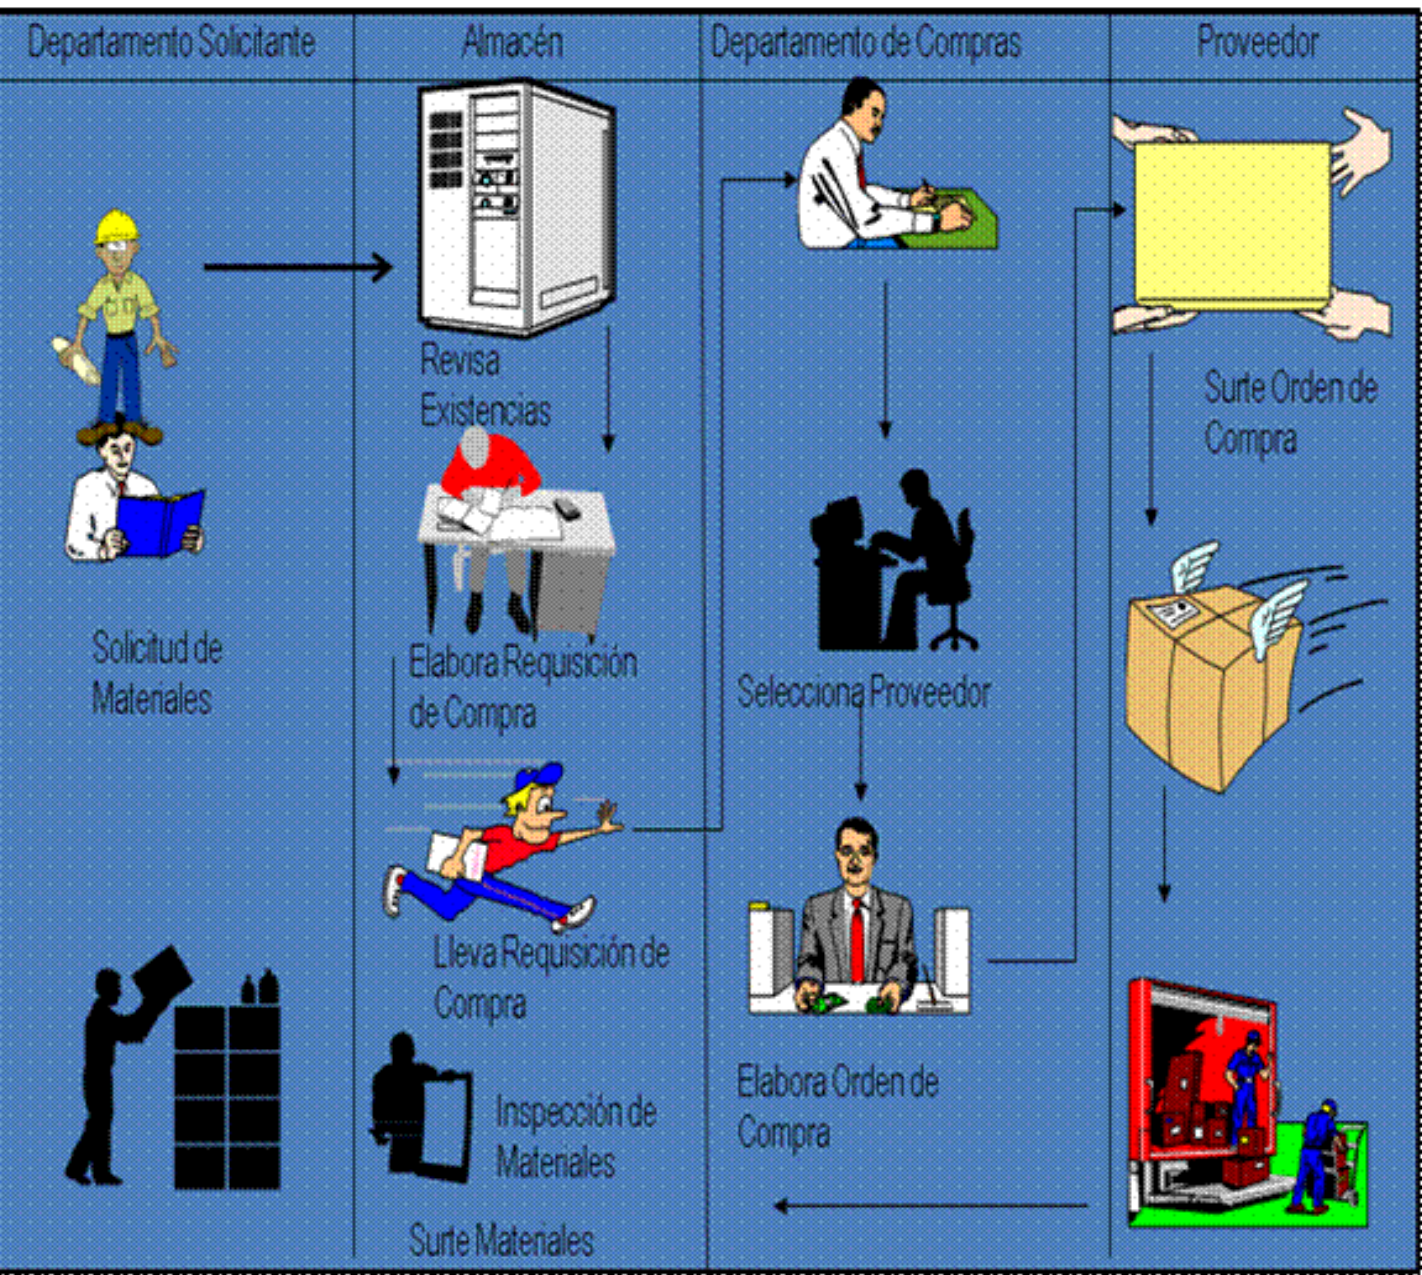 Departamento Solicitante
Almacén
Departamento de Compras
Proveedor
Solicitud de
Materiales
Revisa
Existencias
Elabora Requisición
de Compra
Lleva Requisición de
Compra
Inspección de
Materiales
Surte Materiales
Selecciona Proveedor
Elabora Orden de
Compra
Surte Orden de
Compra